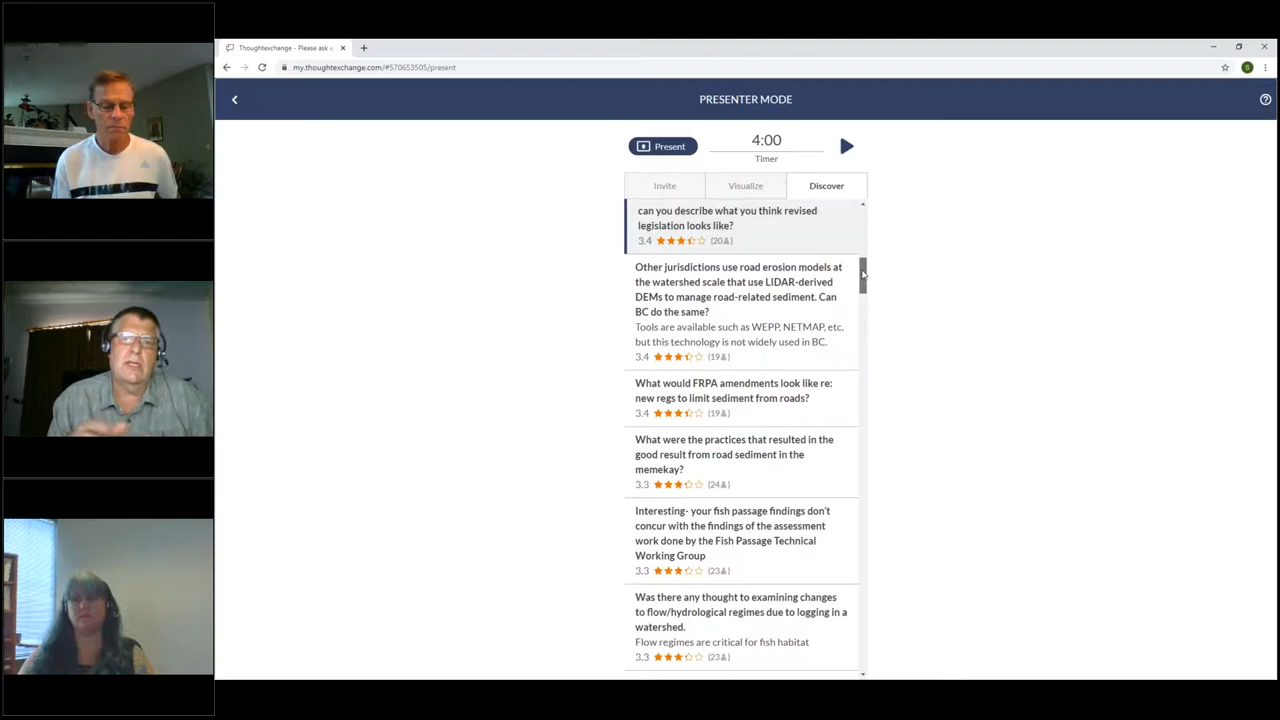 Thoughtexchange - Please ask a
my.thoughtexchange.com/#570653505/present
S
PRESENTER MODE
Present
4:00
Timer
Invite
Visualize
Discover
can you describe what you think revised
legislation looks like?
3.4 (20)
Other jurisdictions use road erosion models at
the watershed scale that use LIDAR-derived
DEMs to manage road-related sediment. Can
BC do the same?
Tools are available such as WEPP, NETMAP, etc,
but this technology is not widely used in BC.
3.4 (19)
What would FRPA amendments look like re:
new regs to limit sediment from roads?
3.4 (19)
What were the practices that resulted in the
good result from road sediment in the
memekay?
3.3 (24)
Interesting- your fish passage findings don't
concur with the findings of the assessment
work done by the Fish Passage Technical
Working Group
3.3 (23)
Was there any thought to examining changes
to flow/hydrological regimes due to logging in a
watershed.
Flow regimes are critical for fish habitat
3.3 (23)